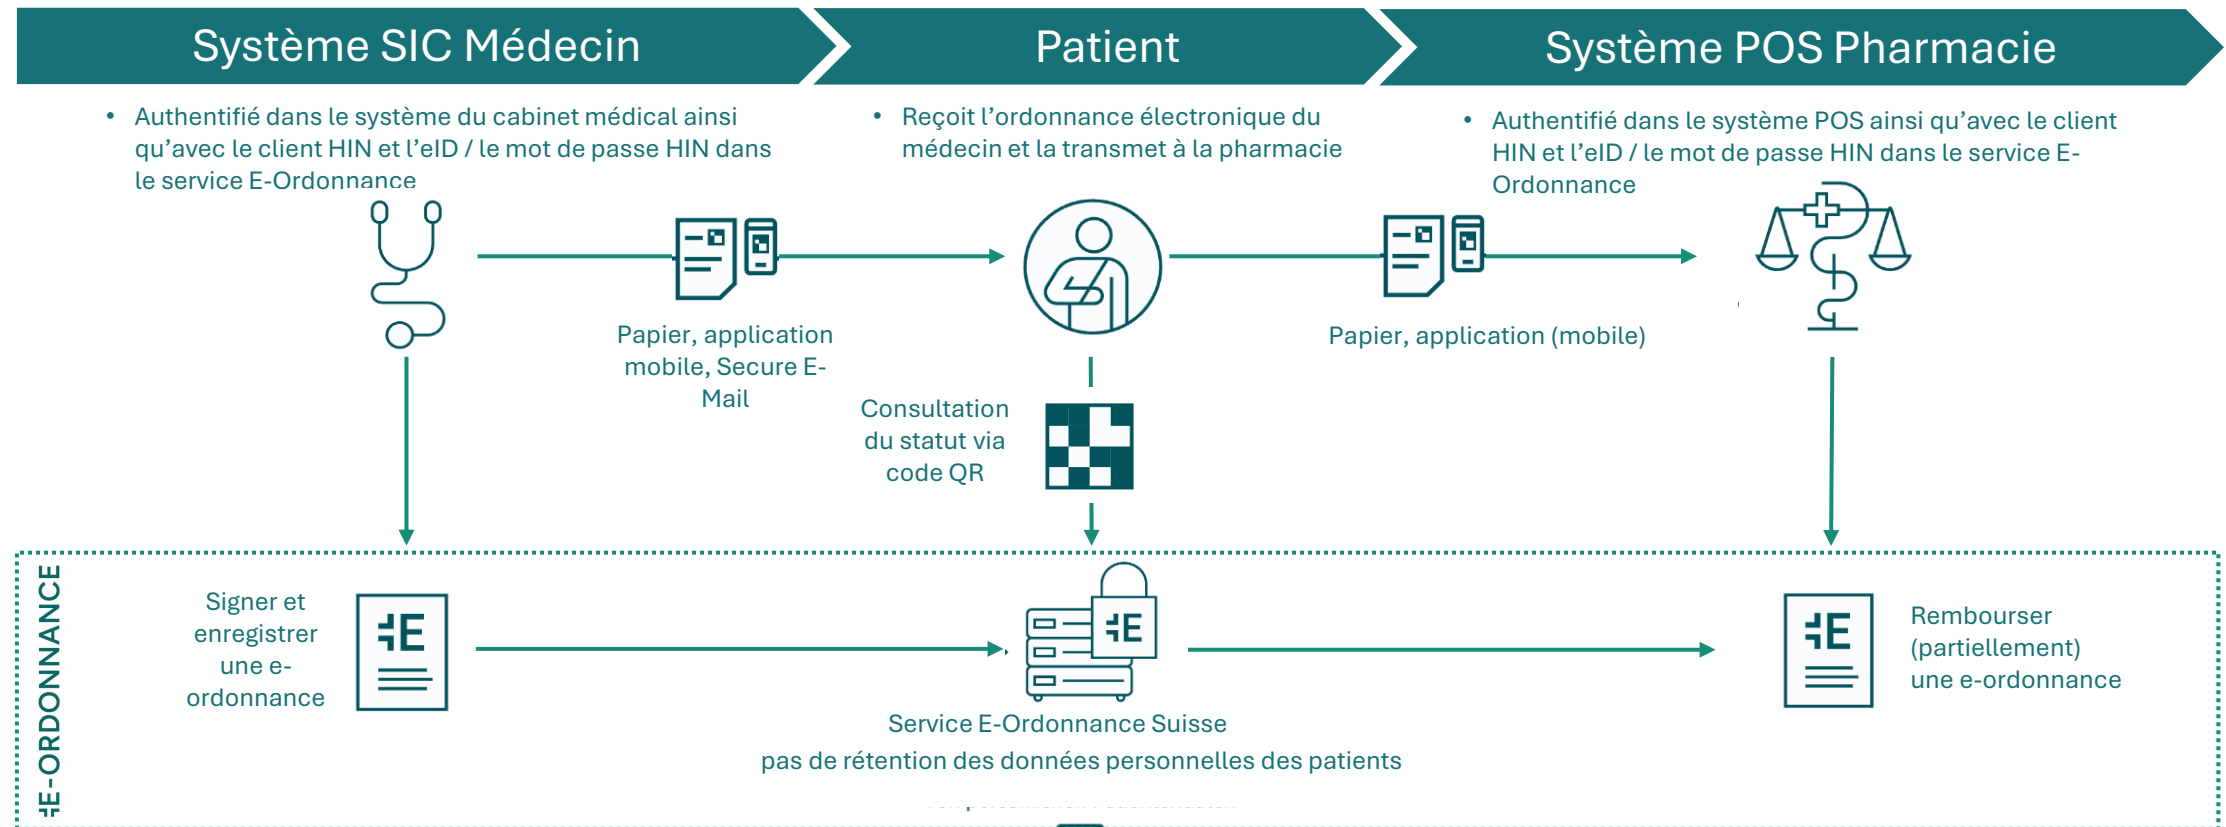 Système SIC Médecin
Patient
Système POS Pharmacie
• Authentifié dans le système du cabinet médical ainsi
qu’avec le client HIN et l’eID / le mot de passe HIN dans
le service E-Ordonnance
• Reçoit l’ordonnance électronique du
médecin et la transmet à la pharmacie
• Authentifié dans le système POS ainsi qu’avec le client
HIN et l’eID / le mot de passe HIN dans le service E-
Ordonnance
Papier, application
mobile, Secure E-
Mail
Papier, application (mobile)
Consultation
du statut via
code QR
E-ORDONNANCE
Signer et
enregistrer
une e-
ordonnance
E
E
E
Rembourser
(partiellement)
une e-ordonnance
Service E-Ordonnance Suisse
pas de rétention des données personnelles des patients